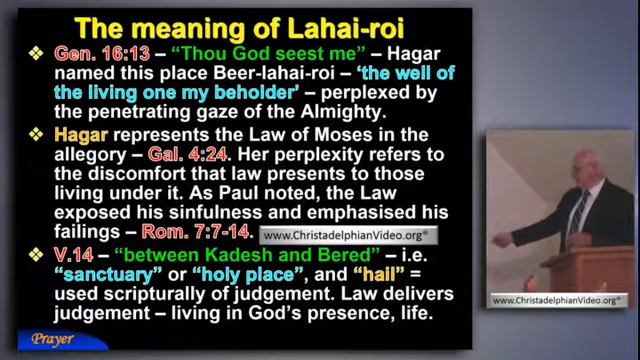 The meaning of Lahai-roi
❖ Gen. 16:13 – “Thou God seest me” – Hagar
named this place Beer-lahai-roi – ‘the well of
the living one my beholder’ – perplexed by
the penetrating gaze of the Almighty.
❖ Hagar represents the Law of Moses in the
allegory – Gal. 4:24. Her perplexity refers to
the discomfort that law presents to those
living under it. As Paul noted, the Law
exposed his sinfulness and emphasised his
failings – Rom. 7:7-14.
www.ChristadelphianVideo.org®
❖ V.14 – “between Kadesh and Bered” – i.e.
“sanctuary” or “holy place”, and “hail” =
used scripturally of judgement. Law delivers
judgement – living in God’s presence, life.
Prayer
www.ChristadelphianVideo.org®